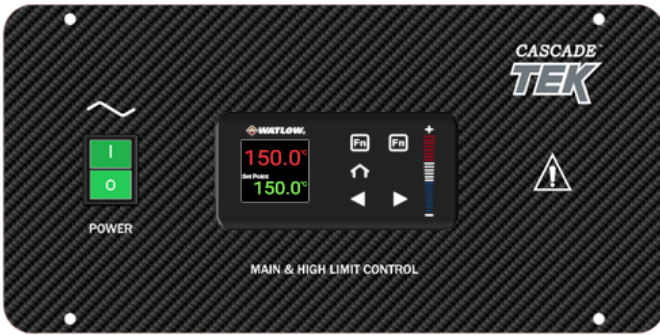 CASCADE™
TEK
WATLOW®
Fn Fn
+
150.0°C
Set Point
150.0°C
I
O
-
POWER
MAIN & HIGH LIMIT CONTROL